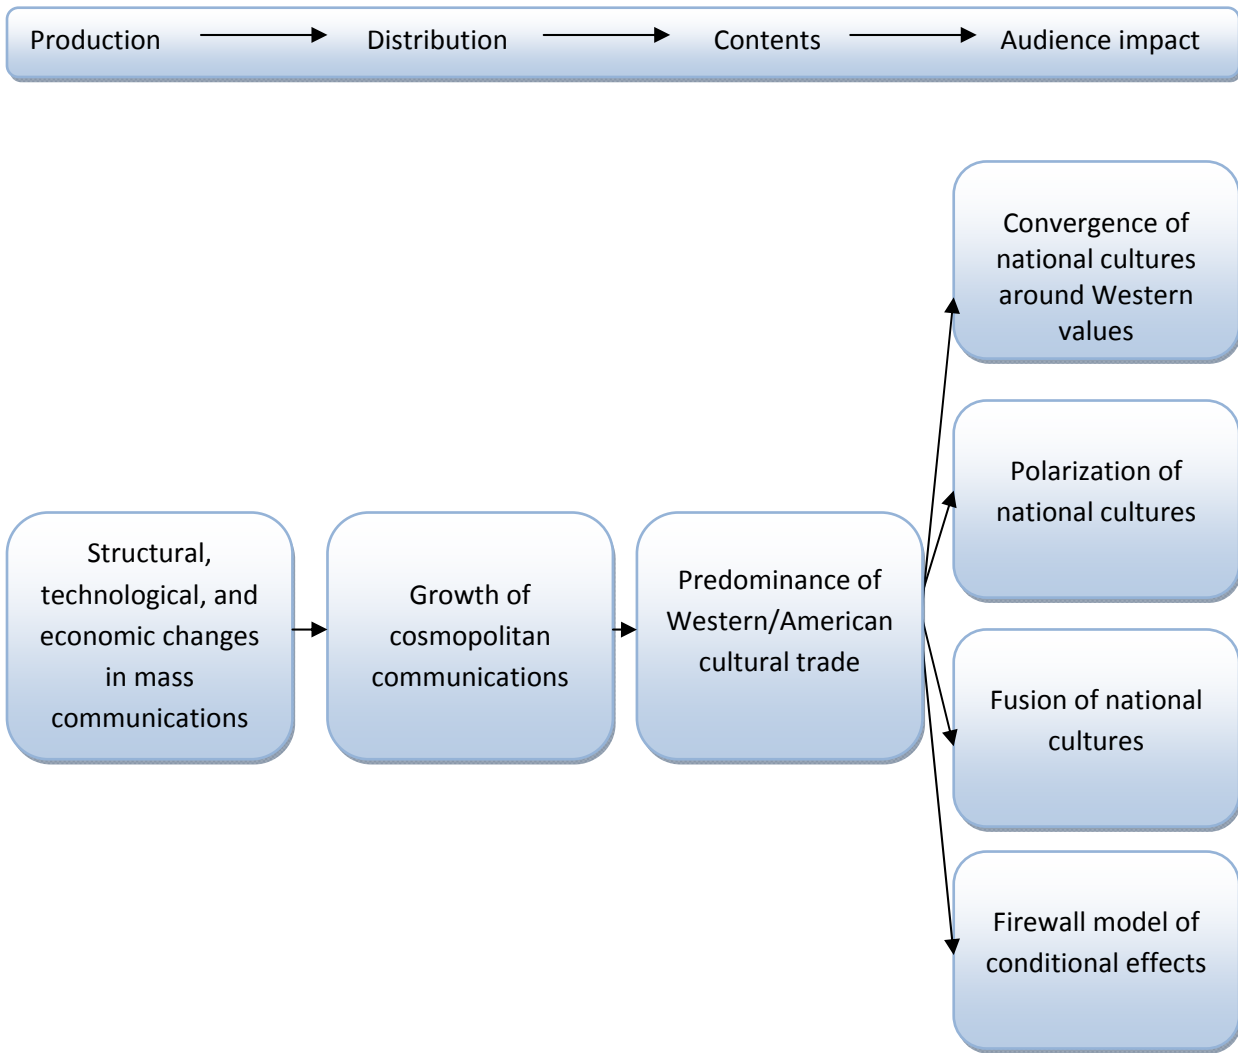 Production Distribution Contents Audience impact
Convergence of
national cultures
around Western
values
Polarization of
national cultures
Structural,
technological, and
economic changes
in mass
communications
Growth of
cosmopolitan
communications
Predominance of
Western/American
cultural trade
Fusion of national
cultures
Firewall model of
conditional effects